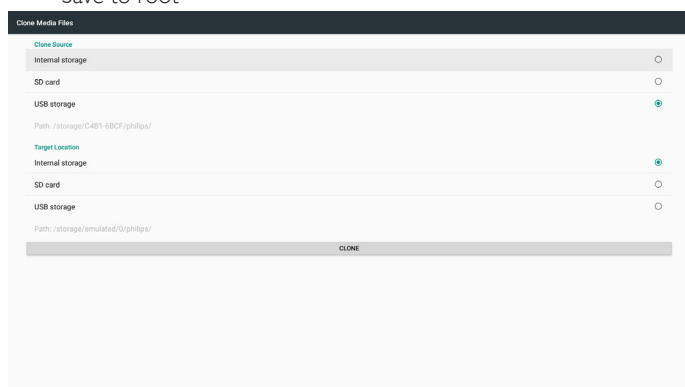 Save to root
Clone Media Files
Clone Source
Internal storage
SD card
USB storage
Path: /storage/C4B1-6BCF/philips/
Target Location
Internal storage
SD card
USB storage
Path: /storage/emulated/0/philips/
CLONE